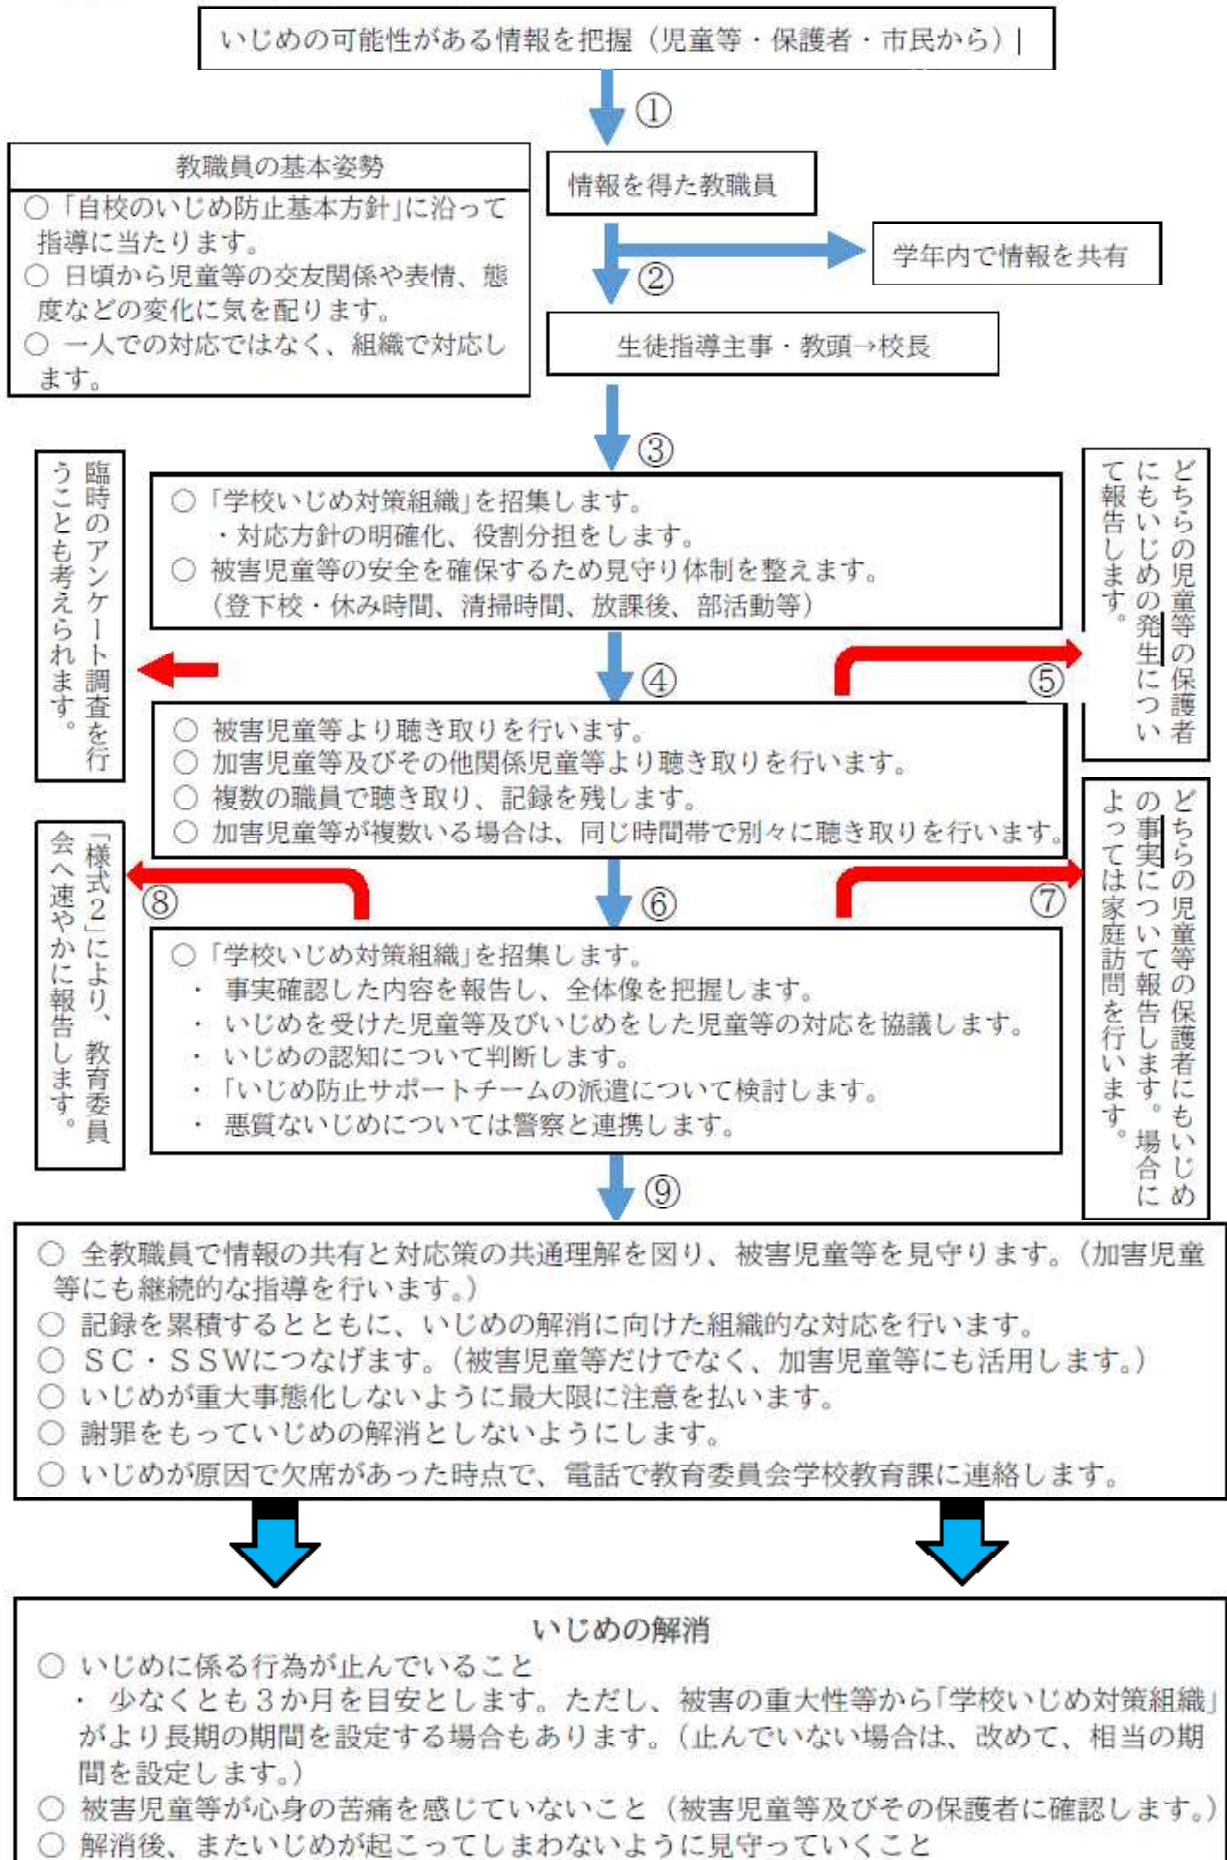 いじめの可能性がある情報を把握（児童等・保護者・市民から）|
①
教職員の基本姿勢
○「自校のいじめ防止基本方針」に沿って
指導に当たります。
○ 日頃から児童等の交友関係や表情、態
度などの変化に気を配ります。
○ 一人での対応ではなく、組織で対応し
ます。
情報を得た教職員
②
学年内で情報を共有
生徒指導主事・教頭→校長
③
臨時のアンケート調査を行
うことも考えられます。
○「学校いじめ対策組織」を招集します。
・対応方針の明確化、役割分担をします。
○ 被害児童等の安全を確保するため見守り体制を整えます。
（登下校・休み時間、清掃時間、放課後、部活動等）
どちらの児童等の保護者
にもいじめの発生につい
て報告します。
④
⑤
○ 被害児童等より聴き取りを行います。
○ 加害児童等及びその他関係児童等より聴き取りを行います。
○ 複数の職員で聴き取り、記録を残します。
○ 加害児童等が複数いる場合は、同じ時間帯で別々に聴き取りを行います。
どちらの児童等の保護者にもいじめ
の事実について報告します。場合に
よっては家庭訪問を行います。
「様式２」により、教育委員
会へ速やかに報告します。
⑧
⑥
⑦
○「学校いじめ対策組織」を招集します。
・ 事実確認した内容を報告し、全体像を把握します。
・ いじめを受けた児童等及びいじめをした児童等の対応を協議します。
・ いじめの認知について判断します。
・「いじめ防止サポートチームの派遣について検討します。
・ 悪質ないじめについては警察と連携します。
⑨
○ 全教職員で情報の共有と対応策の共通理解を図り、被害児童等を見守ります。（加害児童
等にも継続的な指導を行います。）
○ 記録を累積するとともに、いじめの解消に向けた組織的な対応を行います。
○ ＳＣ・ＳＳＷにつなげます。（被害児童等だけでなく、加害児童等にも活用します。）
○ いじめが重大事態化しないように最大限に注意を払います。
○ 謝罪をもっていじめの解消としないようにします。
○ いじめが原因で欠席があった時点で、電話で教育委員会学校教育課に連絡します。
いじめの解消
○ いじめに係る行為が止んでいること
・ 少なくとも３か月を目安とします。ただし、被害の重大性等から「学校いじめ対策組織」
がより長期の期間を設定する場合もあります。（止んでいない場合は、改めて、相当の期
間を設定します。）
○ 被害児童等が心身の苦痛を感じていないこと（被害児童等及びその保護者に確認します。）
○ 解消後、またいじめが起こってしまわないように見守っていくこと